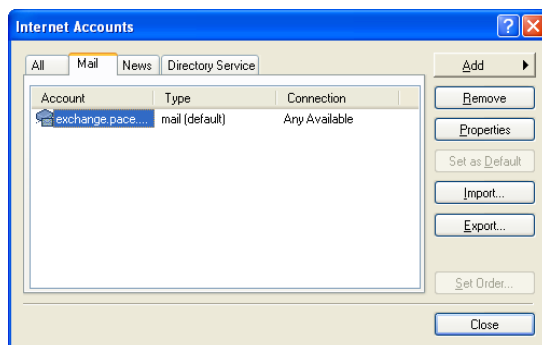 Internet Accounts
All Mail News Directory Service
Account Type Connection
exchange.pace.... mail (default) Any Available
Add
Remove
Properties
Set as Default
Import...
Export...
Set Order...
Close